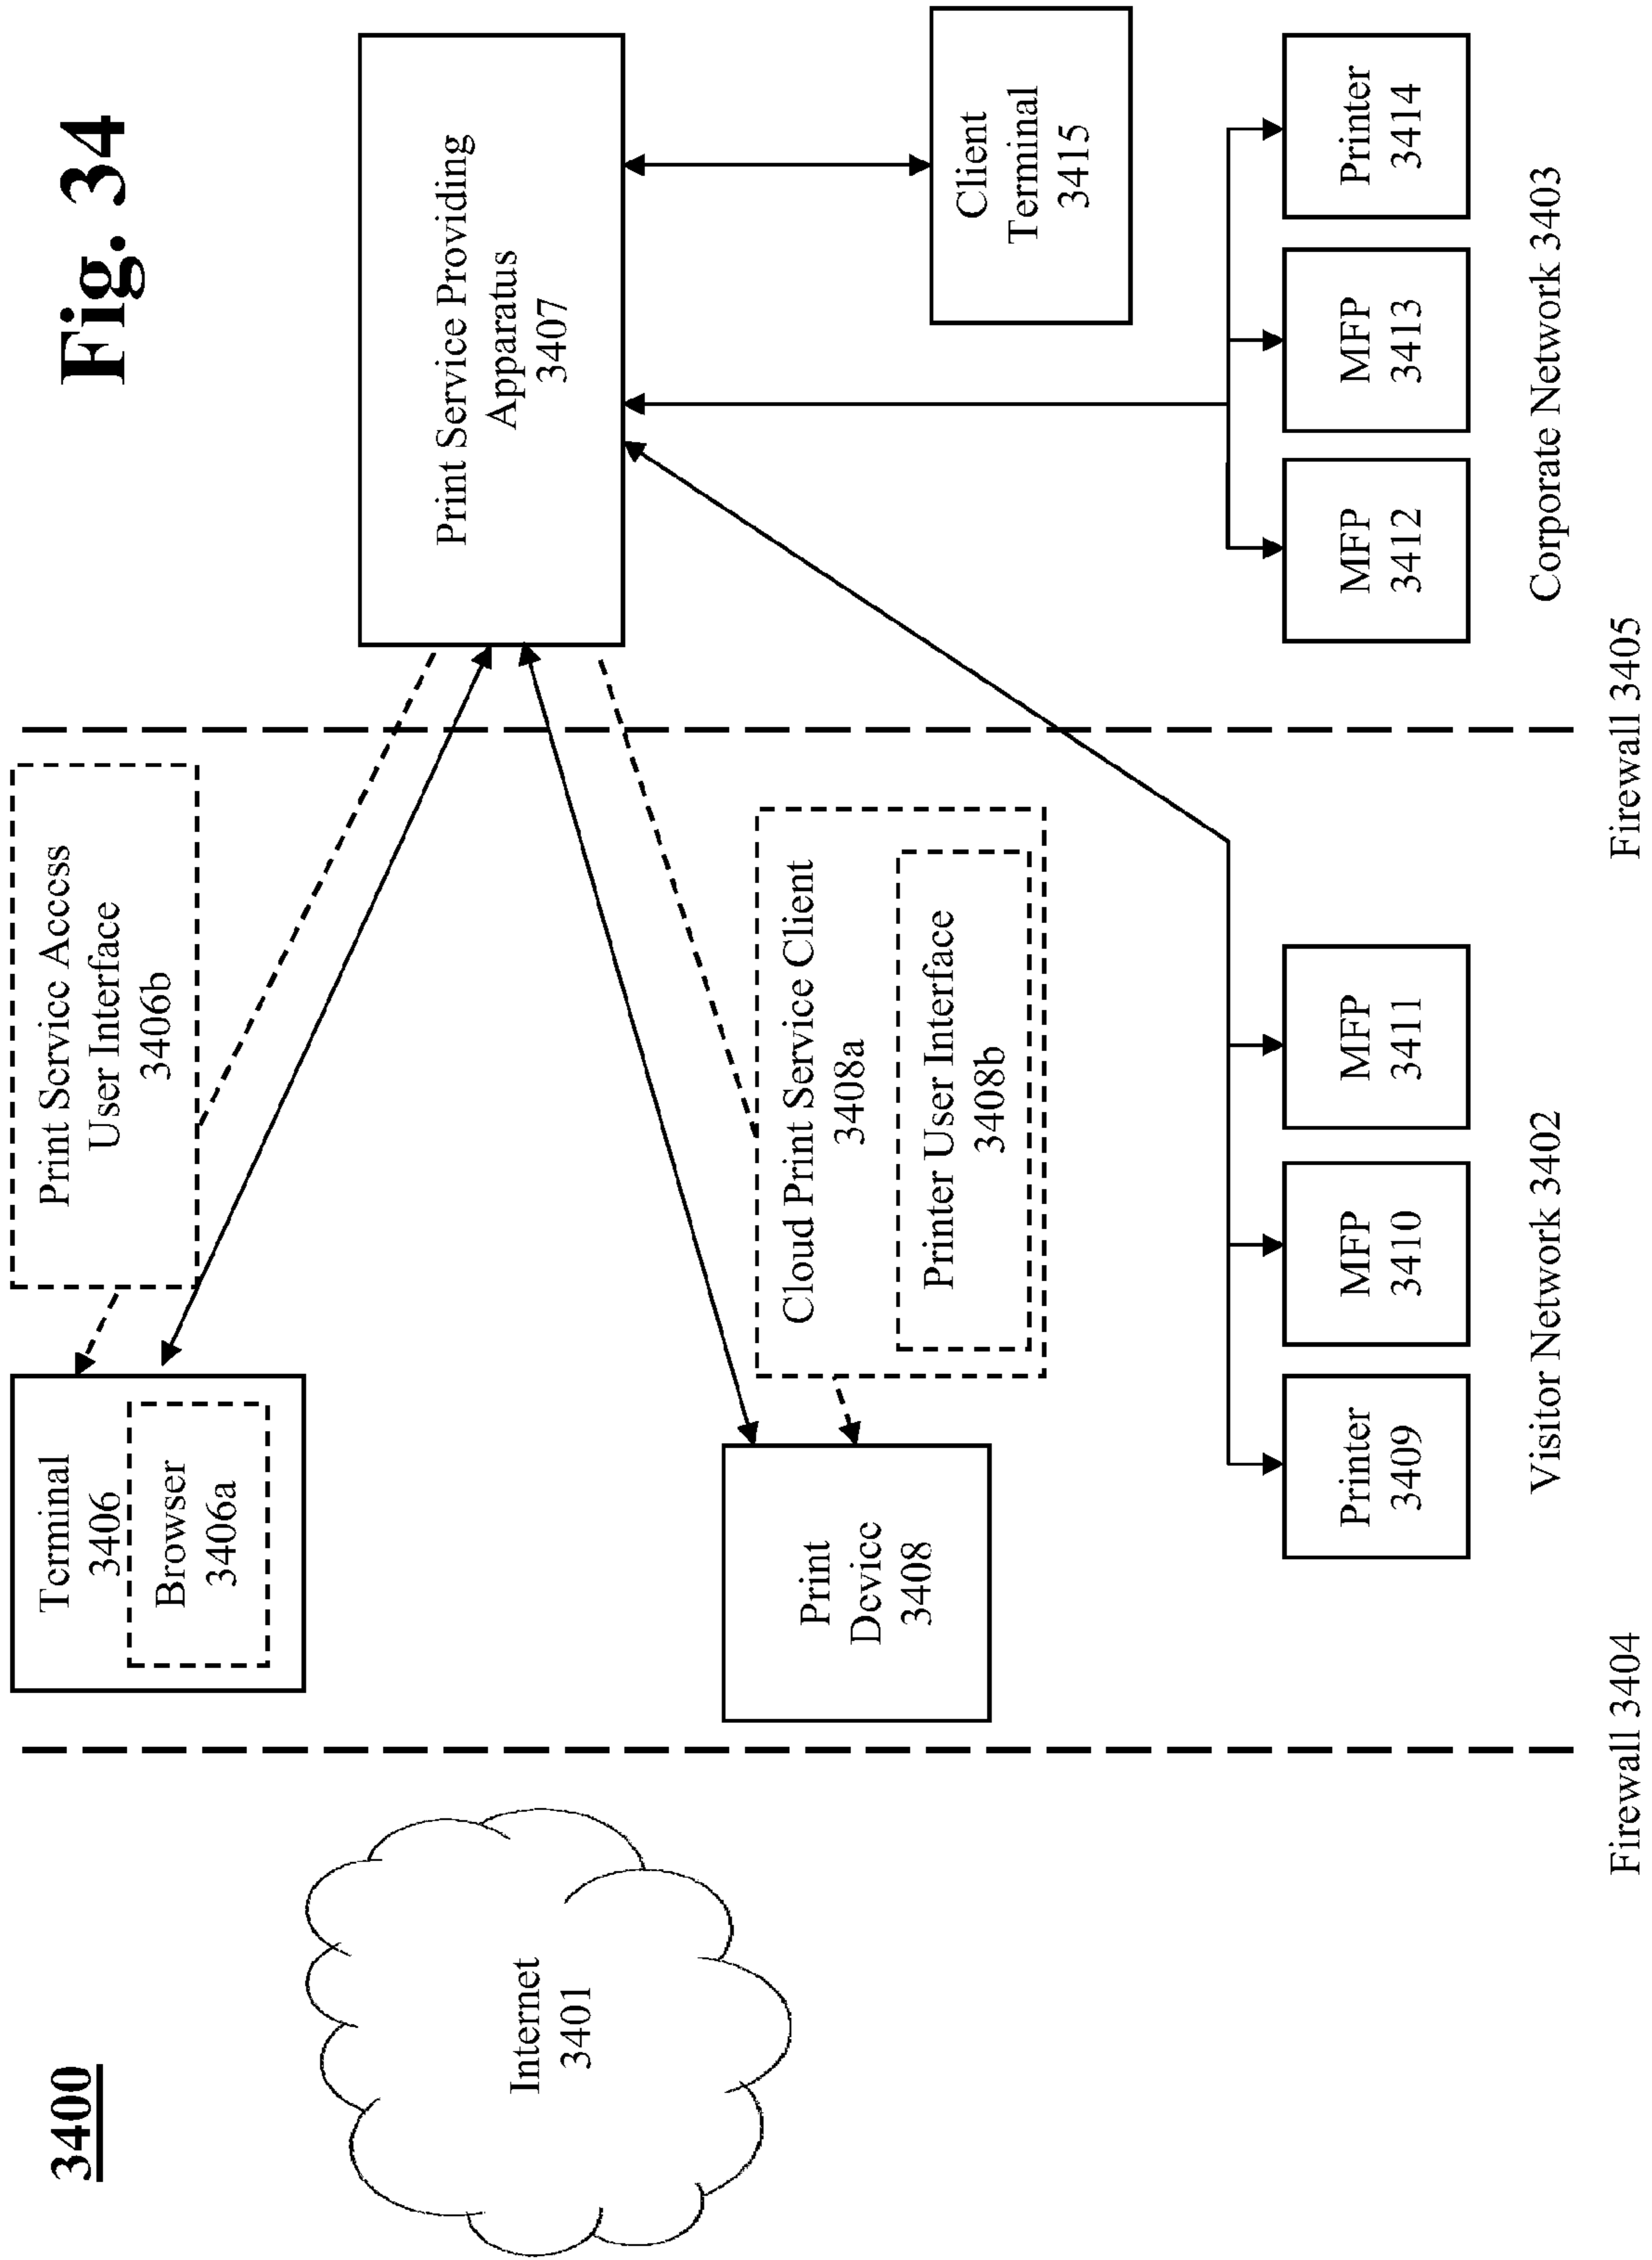 3400
Fig. 34
Internet
3401
Terminal
3406
Browser
3406a
Print Service Access
User Interface
3406b
Print Service Providing
Apparatus
3407
Print
Device
3408
Cloud Print Service Client
3408a
Printer User Interface
3408b
Client
Terminal
3415
Printer
3409
MFP
3410
MFP
3411
MFP
3412
MFP
3413
Printer
3414
Visitor Network 3402
Corporate Network 3403
Firewall 3404
Firewall 3405